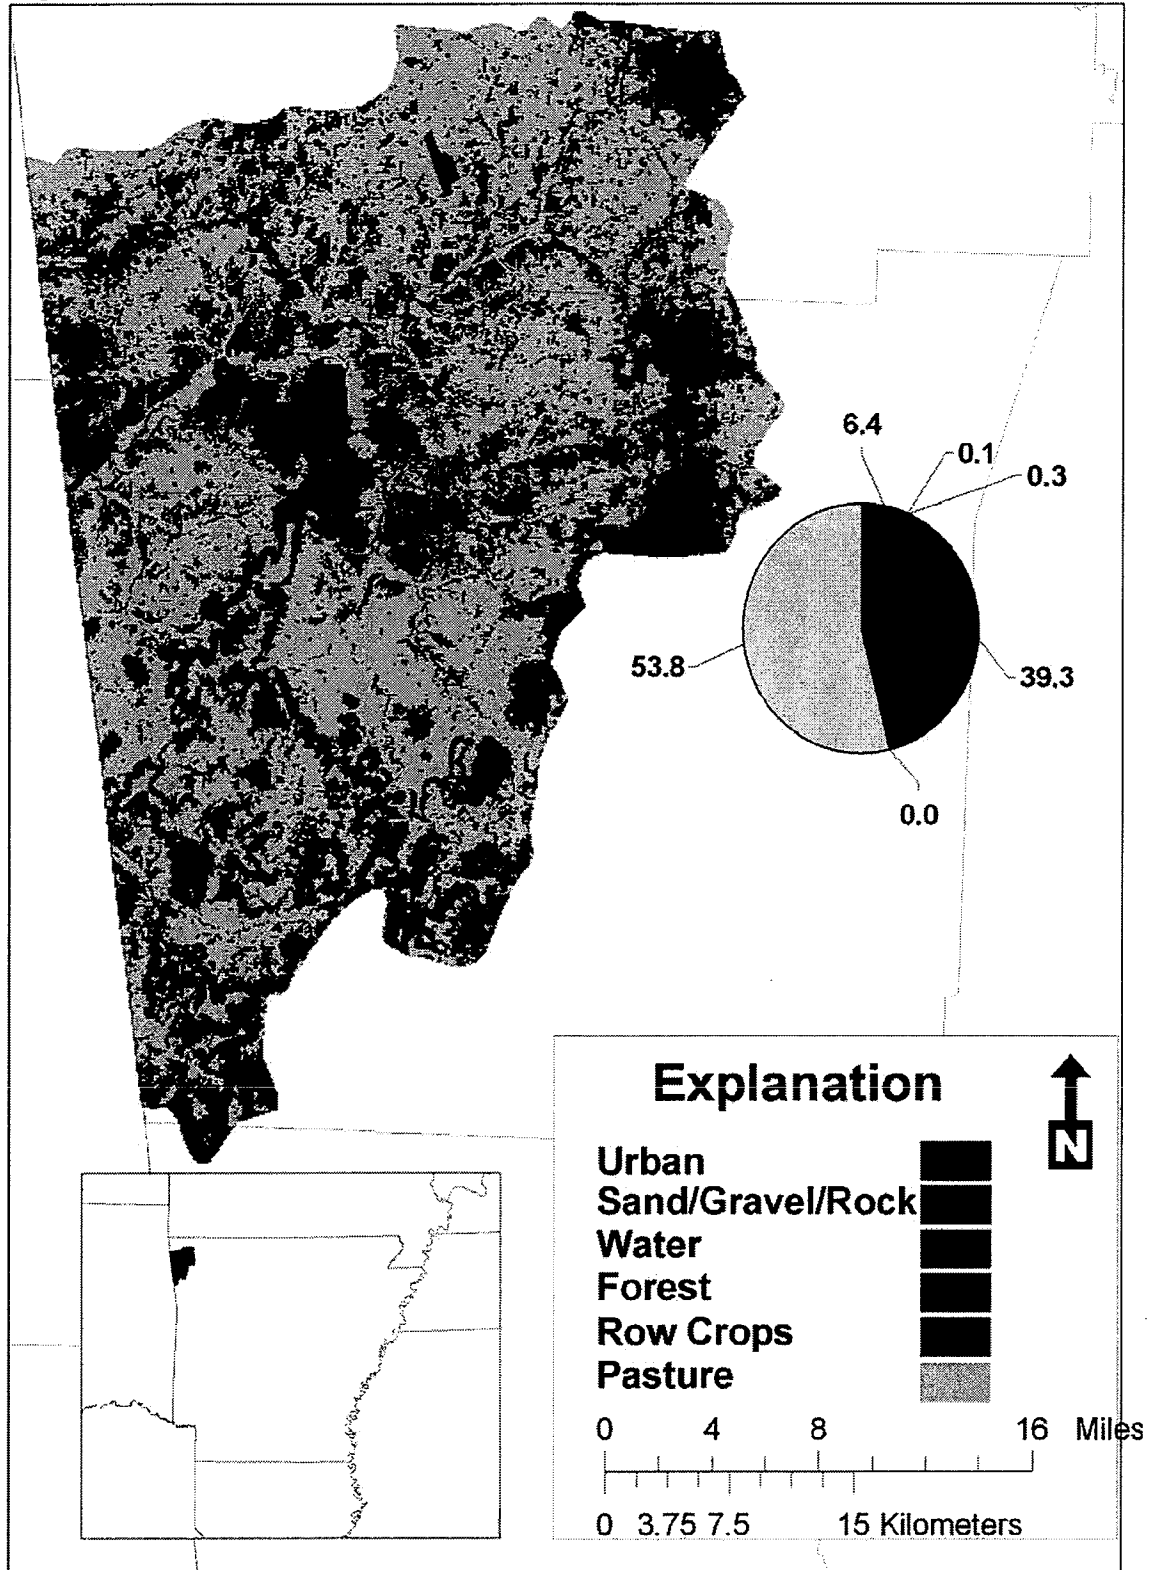 6.4
0.1
0.3
53.8
39.3
0.0
Explanation
N
Urban
Sand/Gravel/Rock
Water
Forest
Row Crops
Pasture
0 4 8 16 Miles
0 3.75 7.5 15 Kilometers